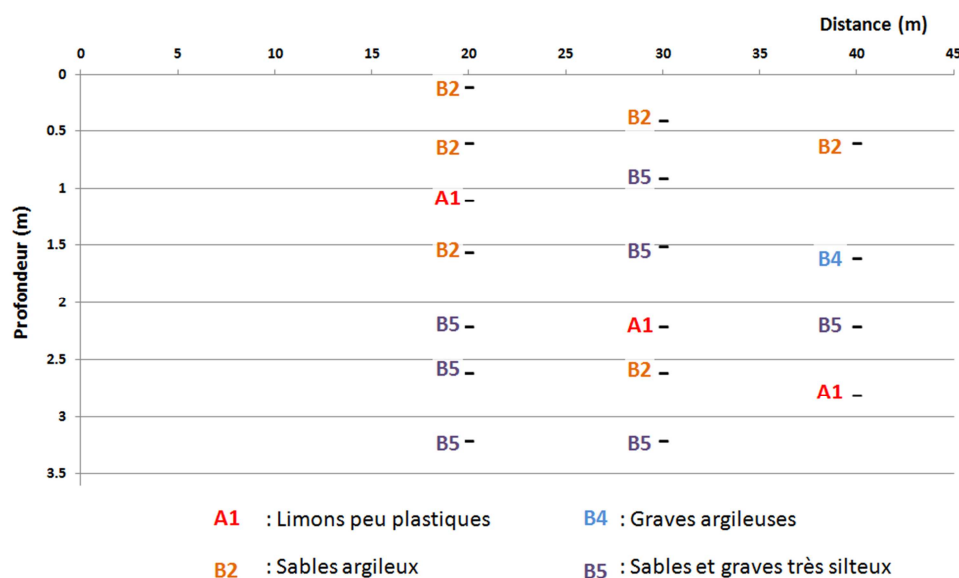 Distance (m)
0 5 10 15 20 25 30 35 40 45
0
B2
B2
0.5
B2 B2
B5
1
A1
1.5
B2 B5
B4
2
B5 A1 B5
2.5
B5 B2
A1
3
B5 B5
3.5
Profondeur (m)
A1 : Limons peu plastiques
B4 : Graves argileuses
B2 : Sables argileux
B5 : Sables et graves très silteux